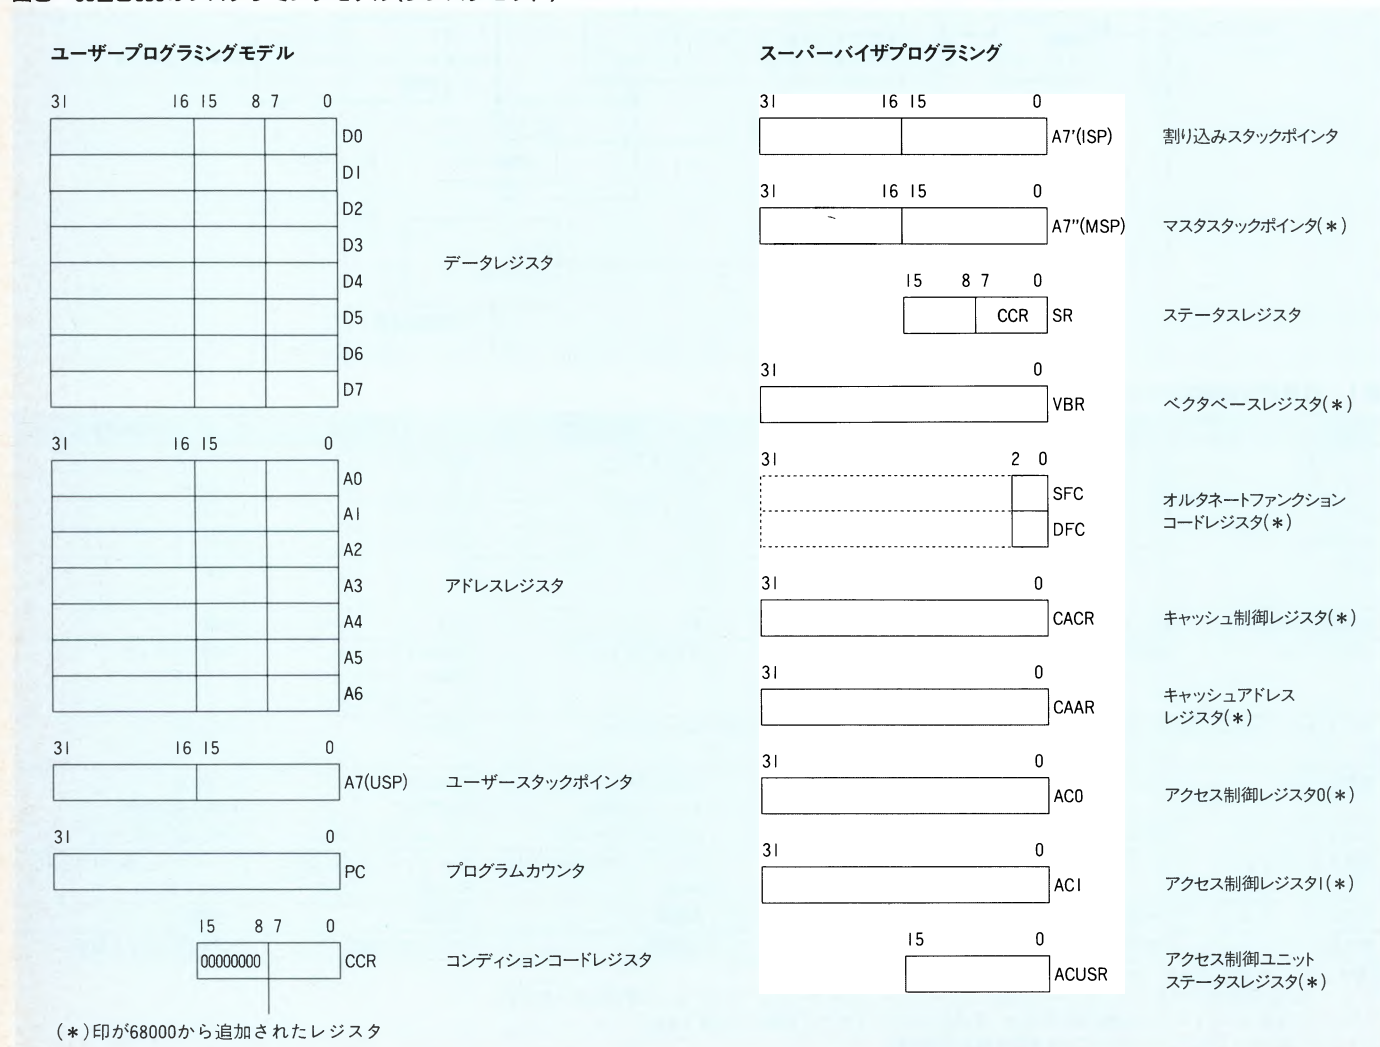 ユーザープログラミングモデル
31 16 15 8 7 0
D0
D1
D2
D3
D4
D5
D6
D7
データレジスタ
31 16 15 0
A0
A1
A2
A3
A4
A5
A6
アドレスレジスタ
31 16 15 0
A7(USP) ユーザースタックポインタ
31 0
PC プログラムカウンタ
15 8 7 0
00000000 CCR コンディションコードレジスタ
(*)印が68000から追加されたレジスタ
スーパーバイザプログラミング
31 16 15 0
A7'(ISP) 割り込みスタックポインタ
31 16 15 0
A7''(MSP) マスタスタックポインタ(*)
15 8 7 0
CCR SR ステータスレジスタ
31 0
VBR ベクタベースレジスタ(*)
31 2 0
SFC
DFC
オルタネートファンクション
コードレジスタ(*)
31 0
CACR キャッシュ制御レジスタ(*)
31 0
CAAR
キャッシュアドレス
レジスタ(*)
31 0
AC0 アクセス制御レジスタ0(*)
31 0
AC1 アクセス制御レジスタ1(*)
15 0
ACUSR
アクセス制御ユニット
ステータスレジスタ(*)